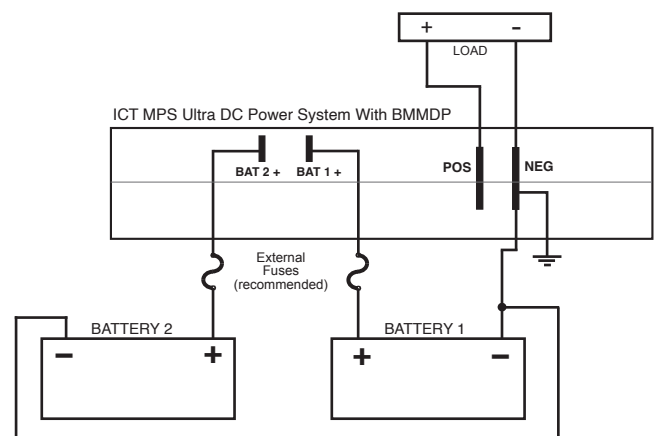 + -
LOAD
ICT MPS Ultra DC Power System With BMMDP
BAT 2 + BAT 1 + POS NEG
External
Fuses
(recommended)
BATTERY 2 BATTERY 1
− + + −